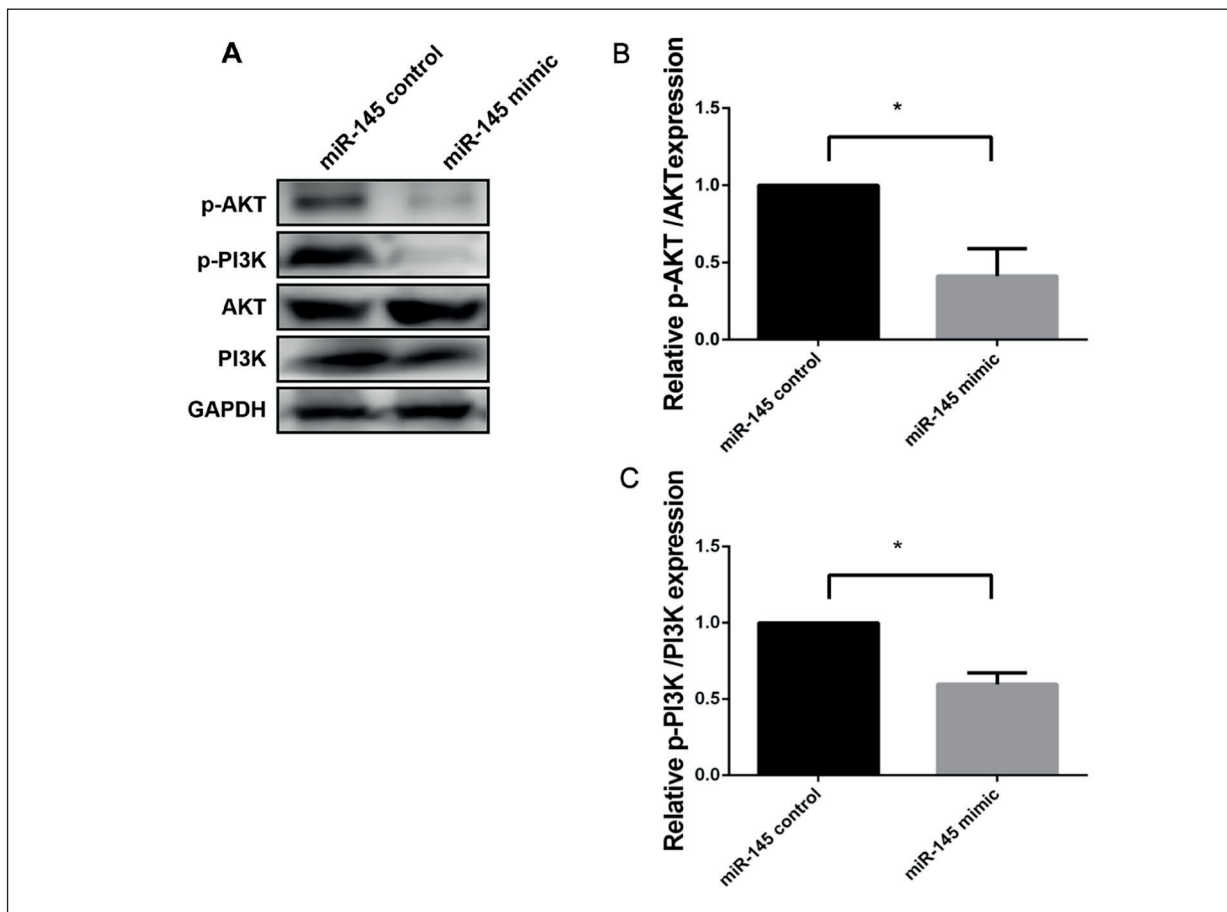 A
miR-145 control
miR-145 mimic
p-AKT
p-PI3K
AKT
PI3K
GAPDH
B
Relative p-AKT /AKTexpression
1.5
1.0
0.5
0.0
*
miR-145 control
miR-145 mimic
C
Relative p-PI3K /PI3K expression
1.5
1.0
0.5
0.0
*
miR-145 control
miR-145 mimic